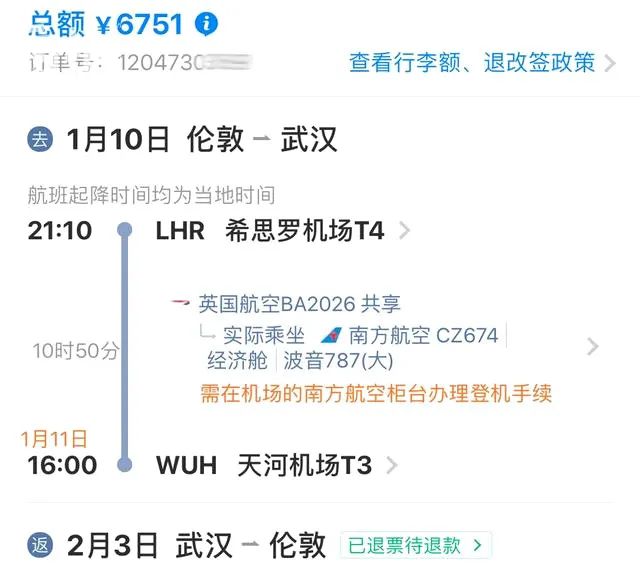 总额 ¥6751
订单号: 1204730
查看行李额、退改签政策
去 1月10日 伦敦 武汉
航班起降时间均为当地时间
21:10 LHR 希思罗机场T4
英国航空BA2026 共享
实际乘坐 南方航空 CZ674
10时50分
经济舱 波音787(大)
需在机场的南方航空柜台办理登机手续
1月11日
16:00 WUH 天河机场T3
返 2月3日 武汉 伦敦 已退票待退款